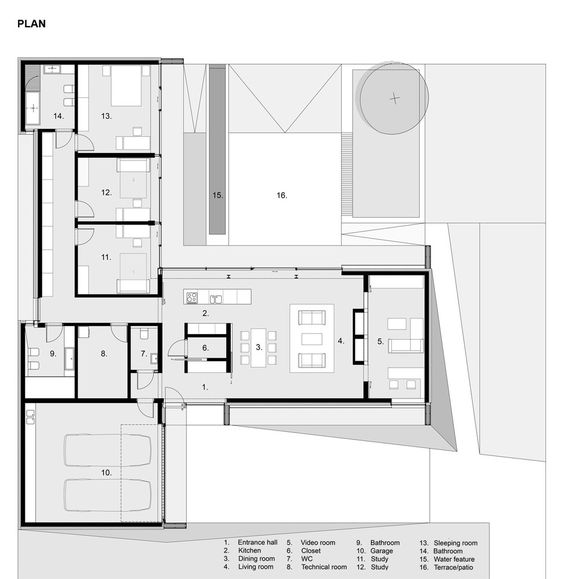 PLAN
14.
13.
12.
15.
16.
11.
2.
9.
8.
7.
6.
3.
4.
5.
1.
10.
1. Entrance hall
2. Kitchen
3. Dining room
4. Living room
5. Video room
6. Closet
7. WC
8. Technical room
9. Bathroom
10. Garage
11. Study
12. Study
13. Sleeping room
14. Bathroom
15. Water feature
16. Terrace/patio